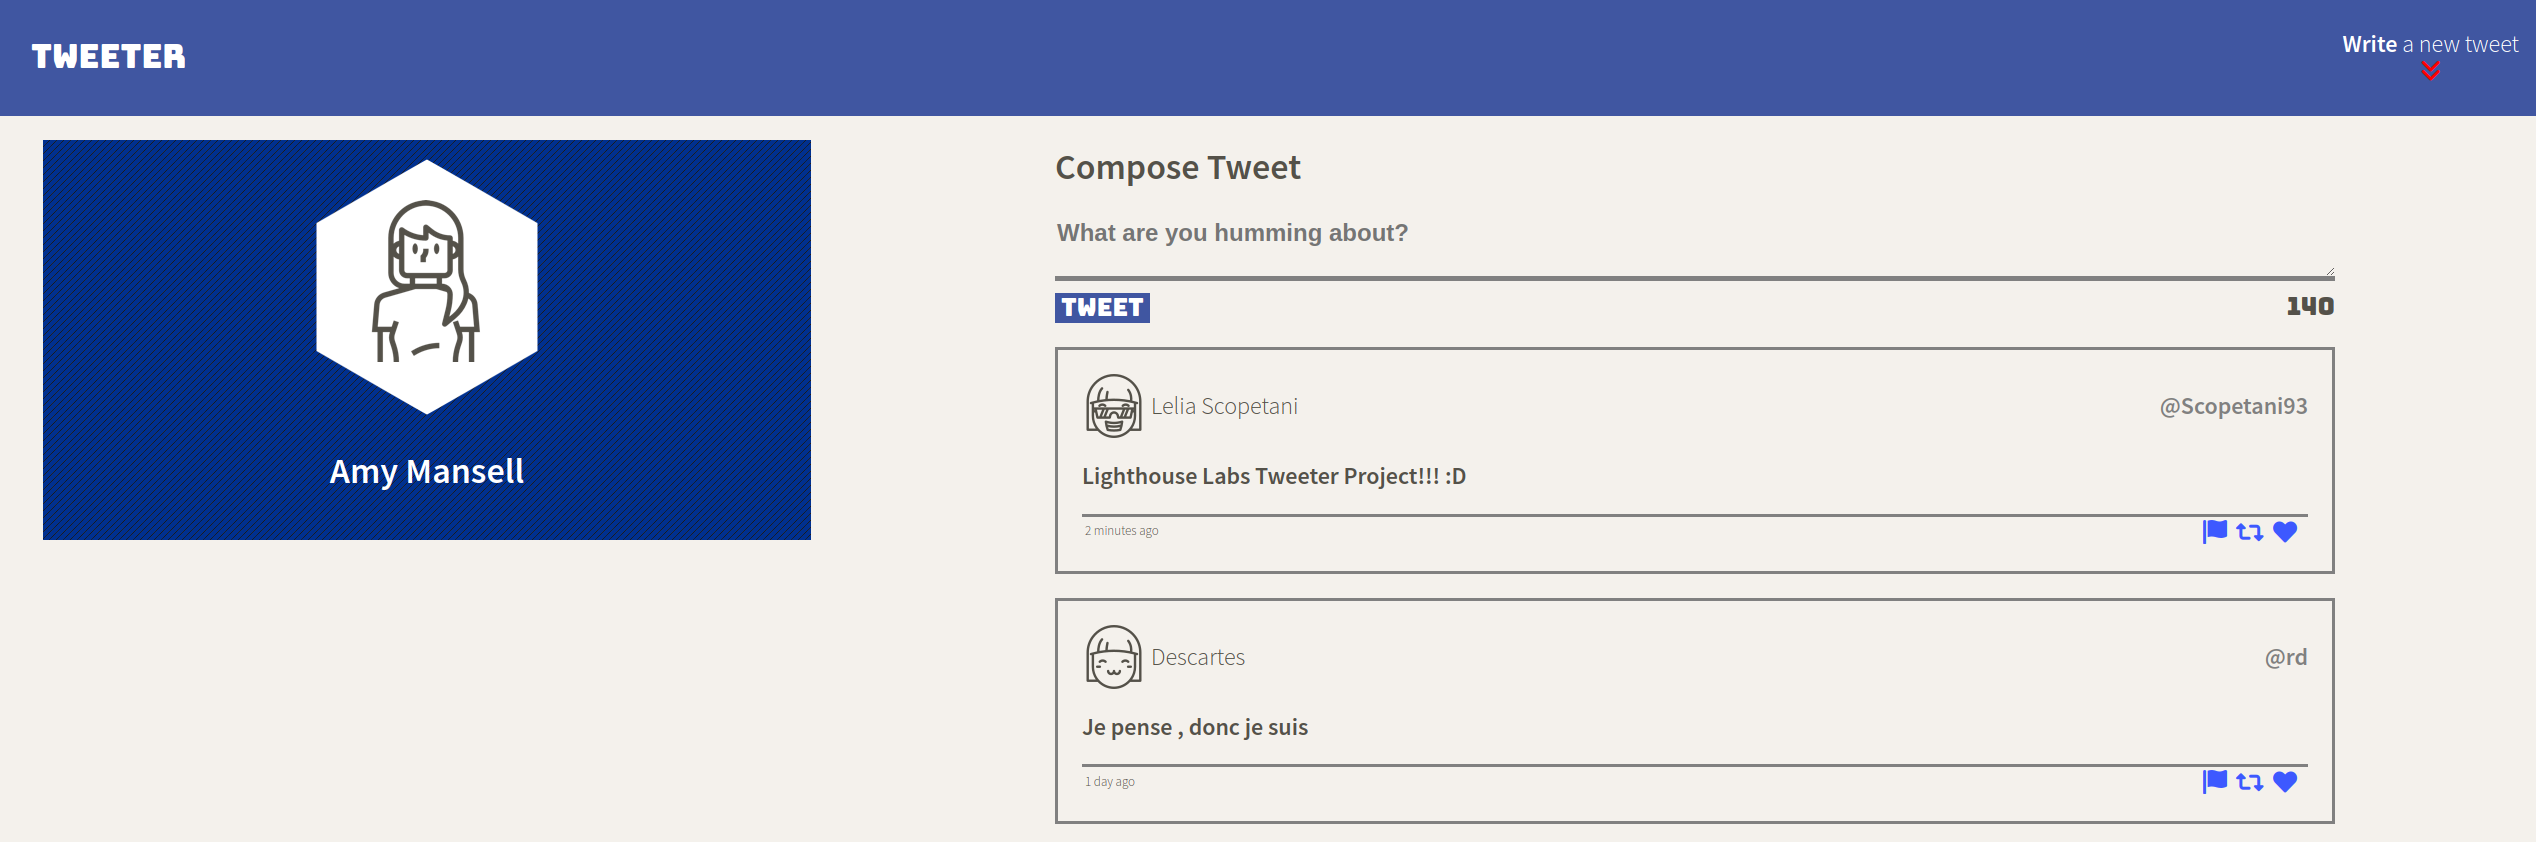 TWEETER
Write a new tweet
Amy Mansell
Compose Tweet
What are you humming about?
TWEET
140
Lelia Scopetani
@Scopetani93
Lighthouse Labs Tweeter Project!!! :D
2 minutes ago
Descartes
@rd
Je pense , donc je suis
1 day ago